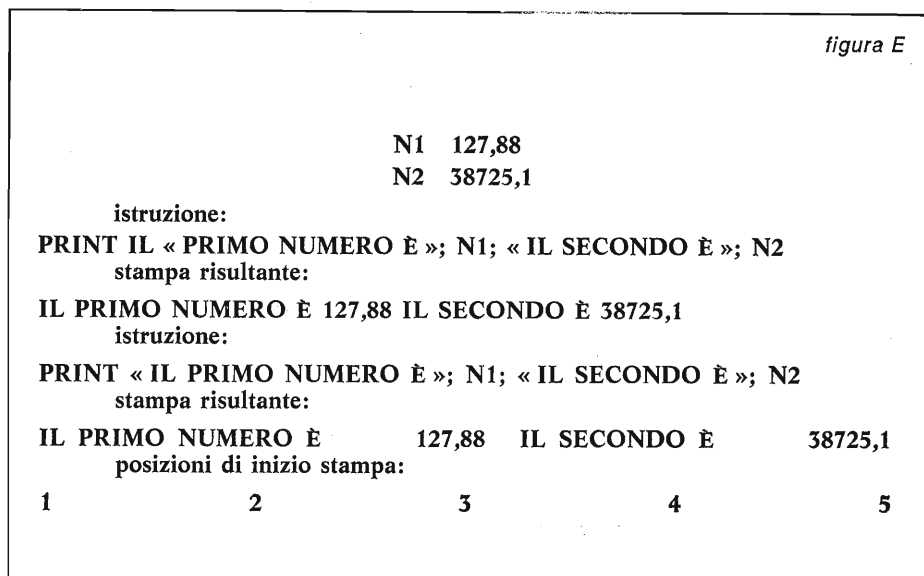 figura E
N1 127,88
N2 38725,1
istruzione:
PRINT IL « PRIMO NUMERO È »; N1; « IL SECONDO È »; N2
stampa risultante:
IL PRIMO NUMERO È 127,88 IL SECONDO È 38725,1
istruzione:
PRINT « IL PRIMO NUMERO È »; N1; « IL SECONDO È »; N2
stampa risultante:
IL PRIMO NUMERO È 127,88 IL SECONDO È 38725,1
posizioni di inizio stampa:
1 2 3 4 5